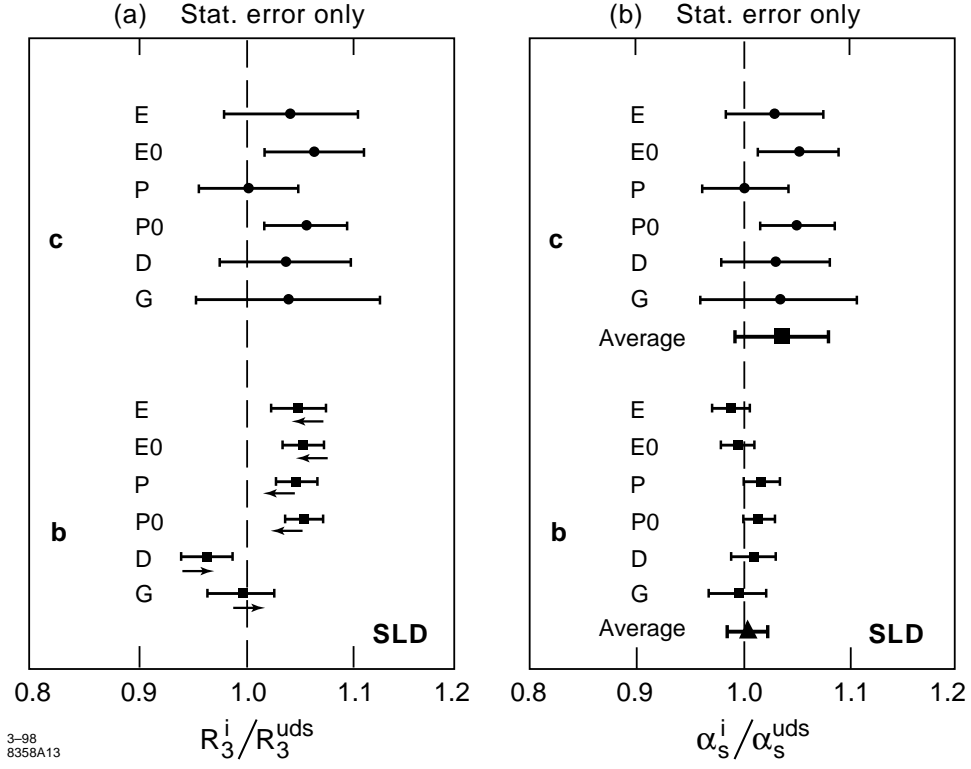 (a) Stat. error only
E
E0
P
c P0
D
G
E
E0
P
b P0
D
G
SLD
0.8 0.9 1.0 1.1 1.2
R₃ⁱ/R₃ᵘᵈˢ
(b) Stat. error only
E
E0
P
c P0
D
G
Average
E
E0
P
b P0
D
G
Average SLD
0.8 0.9 1.0 1.1 1.2
αₛⁱ/αₛᵘᵈˢ
3–98
8358A13